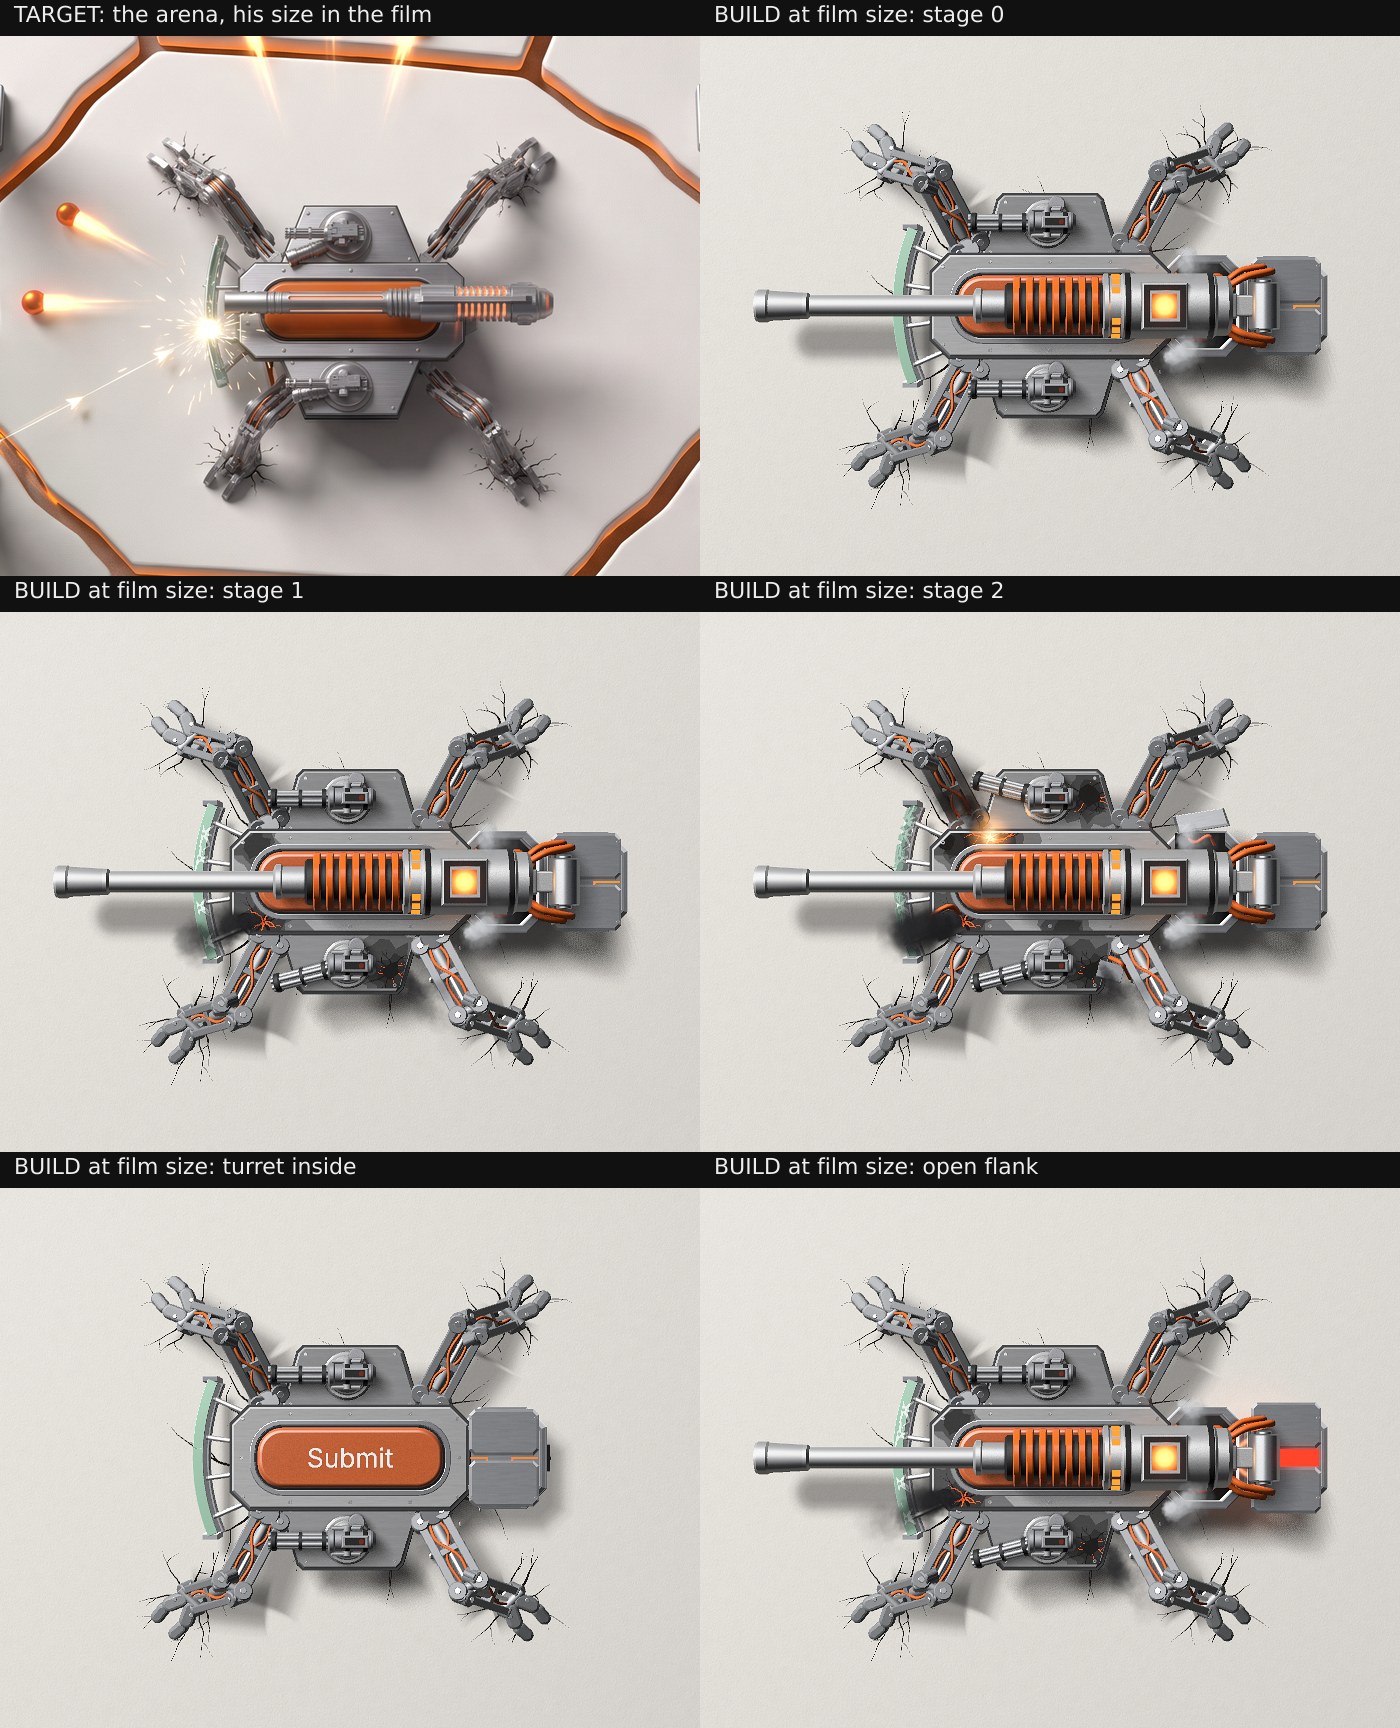 TARGET: the arena, his size in the film
BUILD at film size: stage 0
BUILD at film size: stage 1
BUILD at film size: stage 2
BUILD at film size: turret inside
BUILD at film size: open flank
Submit